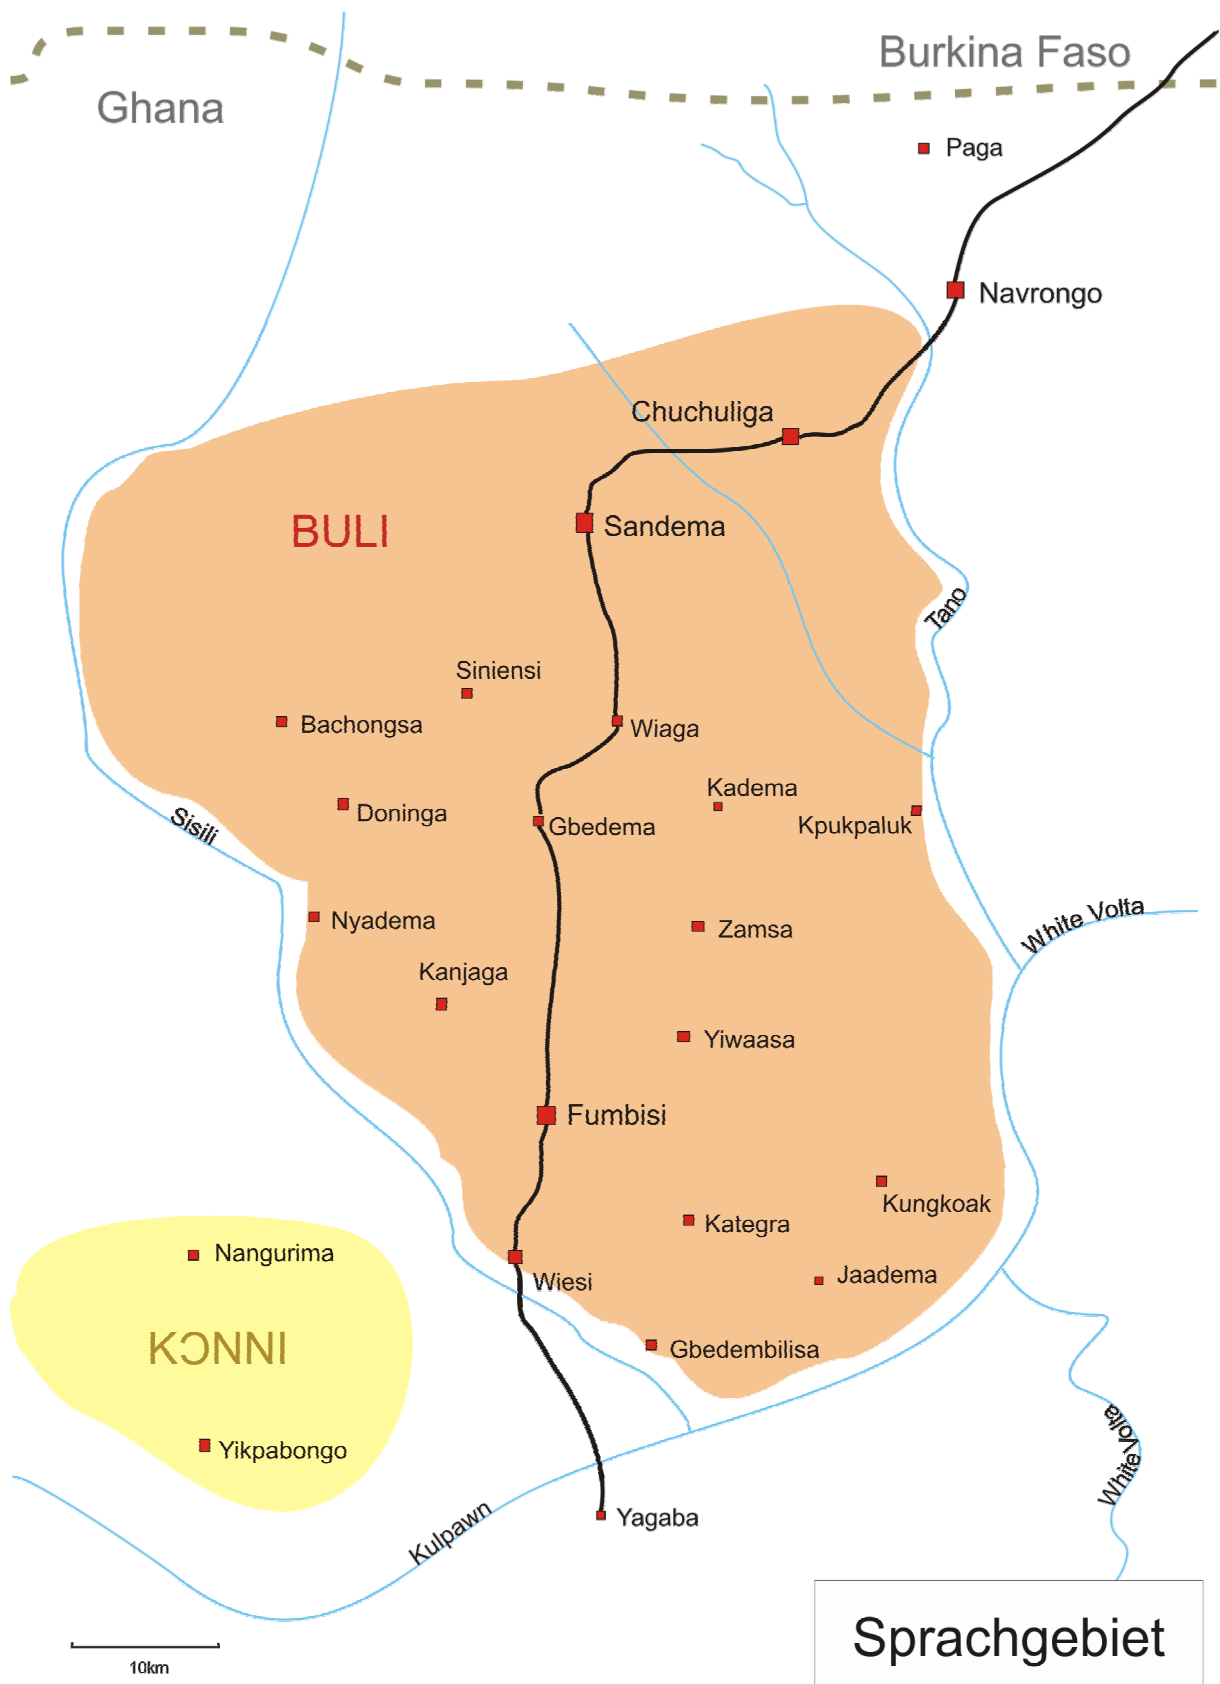 Burkina Faso
Ghana
Paga
Navrongo
Chuchuliga
BULI
Sandema
Tano
Siniensi
Bachongsa
Wiaga
Kadema
Doninga
Sisili
Gbedema
Kpukpaluk
White Volta
Nyadema
Zamsa
Kanjaga
Yiwaasa
Fumbisi
Kungkoak
Kategra
Nangurima
Jaadema
Wiesi
KƆNNI
Gbedembilisa
White Volta
Yikpabongo
Kulpawn
Yagaba
Sprachgebiet
10km